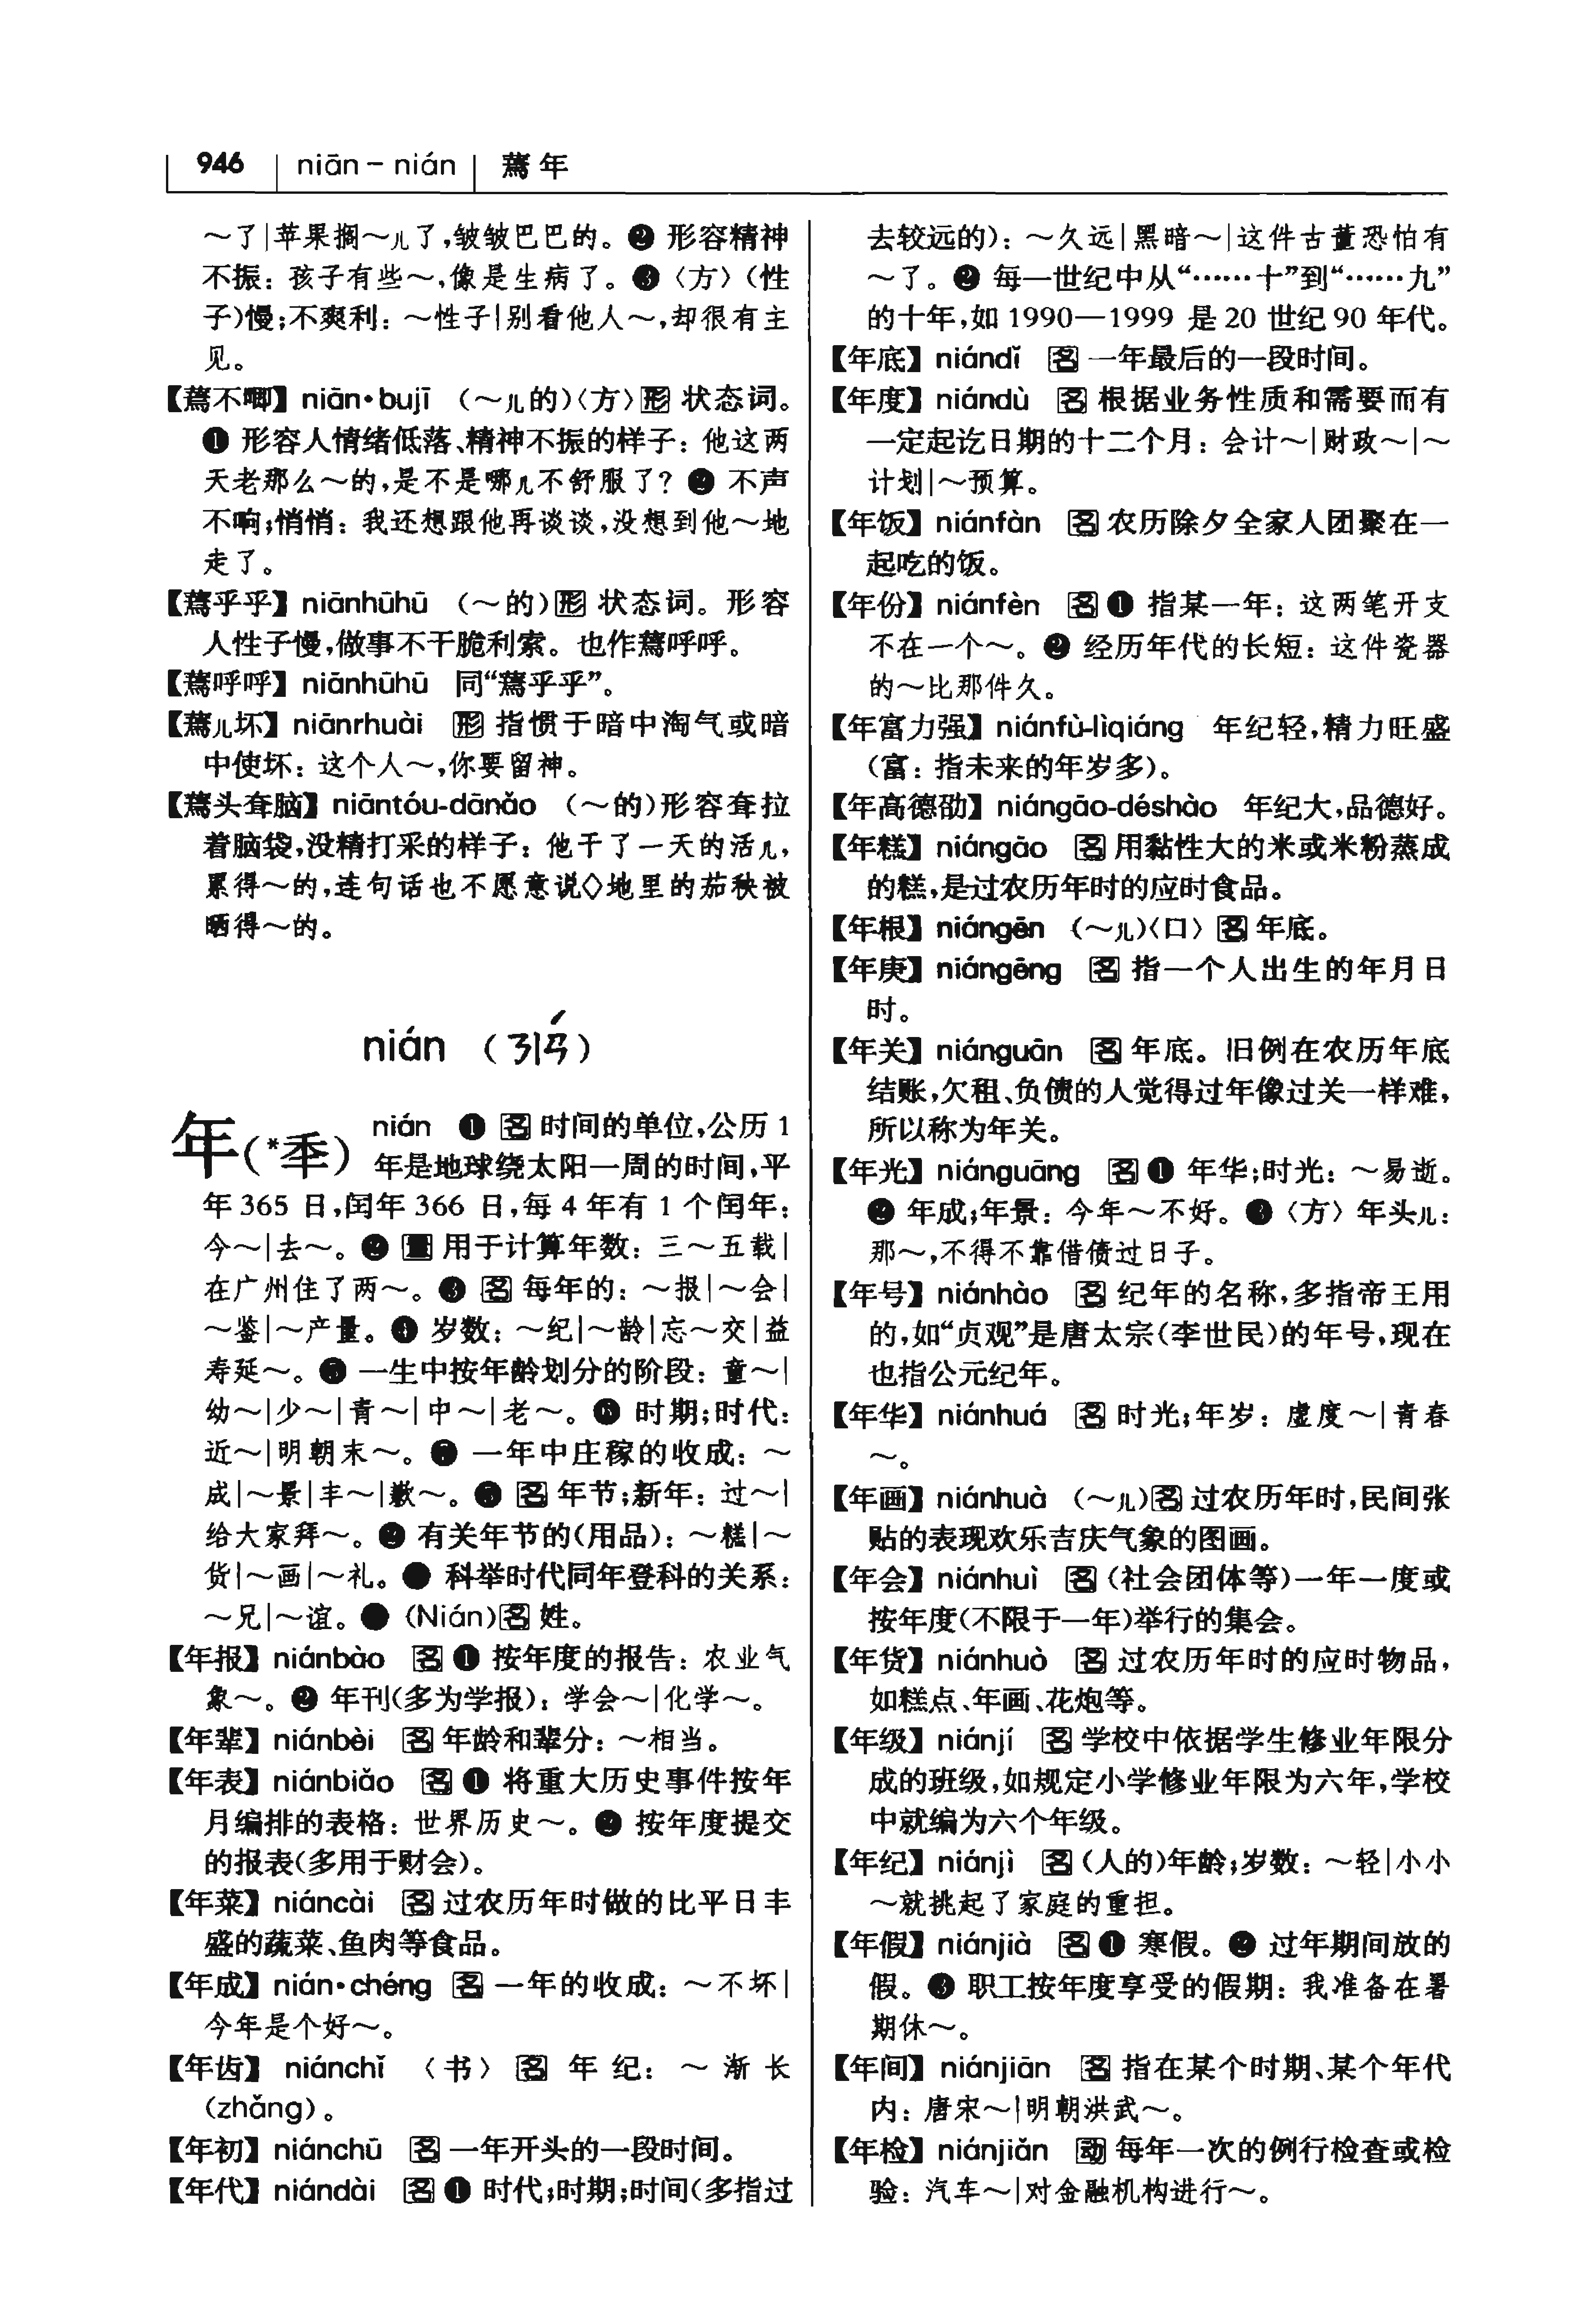 946 niān－nián 蔫年
～了|苹果搁～儿了,皱皱巴巴的。❷ 形容精神
不振：孩子有些～,像是生病了。❸〈方〉(性
子)慢;不爽利：～性子|别看他人～,却很有主
见。
【蔫不唧】niān·bujī （～儿的）〈方〉形 状态词。
❶ 形容人情绪低落、精神不振的样子：他这两
天老那么～的,是不是哪儿不舒服了？❷ 不声
不响;悄悄：我还想跟他再谈谈,没想到他～地
走了。
【蔫乎乎】niānhūhū （～的）形 状态词。形容
人性子慢,做事不干脆利索。也作蔫呼呼。
【蔫呼呼】niānhūhū 同“蔫乎乎”。
【蔫儿坏】niānrhuài 形 指惯于暗中淘气或暗
中使坏：这个人～,你要留神。
【蔫头耷脑】niāntóu-dānǎo （～的）形容耷拉
着脑袋,没精打采的样子：他干了一天的活儿,
累得～的,连句话也不愿意说◇地里的茄秧被
晒得～的。
nián （ㄋㄧㄢˊ）
年(*秊) nián ❶ 名 时间的单位,公历 1
年是地球绕太阳一周的时间,平
年 365 日,闰年 366 日,每 4 年有 1 个闰年：
今～|去～。❷ 量 用于计算年数：三～五载|
在广州住了两～。❸ 名 每年的：～报|～会|
～鉴|～产量。❹ 岁数：～纪|～龄|忘～交|益
寿延～。❺ 一生中按年龄划分的阶段：童～|
幼～|少～|青～|中～|老～。❻ 时期;时代：
近～|明朝末～。❼ 一年中庄稼的收成：～
成|～景|丰～|歉～。❽ 名 年节;新年：过～|
给大家拜～。❾ 有关年节的(用品)：～糕|～
货|～画|～礼。❿ 科举时代同年登科的关系：
～兄|～谊。⓫ (Nián)名 姓。
【年报】niánbào 名 ❶ 按年度的报告：农业气
象～。❷ 年刊(多为学报)：学会～|化学～。
【年辈】niánbèi 名 年龄和辈分：～相当。
【年表】niánbiǎo 名 ❶ 将重大历史事件按年
月编排的表格：世界历史～。❷ 按年度提交
的报表(多用于财会)。
【年菜】niáncài 名 过农历年时做的比平日丰
盛的蔬菜、鱼肉等食品。
【年成】nián·chéng 名 一年的收成：～不坏|
今年是个好～。
【年齿】niánchǐ 〈书〉名 年纪：～渐长
(zhǎng)。
【年初】niánchū 名 一年开头的一段时间。
【年代】niándài 名 ❶ 时代;时期;时间(多指过
去较远的)：～久远|黑暗～|这件古董恐怕有
～了。❷ 每一世纪中从“……十”到“……九”
的十年,如 1990—1999 是 20 世纪 90 年代。
【年底】niándǐ 名 一年最后的一段时间。
【年度】niándù 名 根据业务性质和需要而有
一定起讫日期的十二个月：会计～|财政～|～
计划|～预算。
【年饭】niánfàn 名 农历除夕全家人团聚在一
起吃的饭。
【年份】niánfèn 名 ❶ 指某一年：这两笔开支
不在一个～。❷ 经历年代的长短：这件瓷器
的～比那件久。
【年富力强】niánfù-lìqiáng 年纪轻,精力旺盛
(富：指未来的年岁多)。
【年高德劭】niángāo-déshào 年纪大,品德好。
【年糕】niángāo 名 用黏性大的米或米粉蒸成
的糕,是过农历年时的应时食品。
【年根】niángēn （～儿）〈口〉名 年底。
【年庚】niángēng 名 指一个人出生的年月日
时。
【年关】niánguān 名 年底。旧例在农历年底
结账,欠租、负债的人觉得过年像过关一样难,
所以称为年关。
【年光】niánguāng 名 ❶ 年华;时光：～易逝。
❷ 年成;年景：今年～不好。❸〈方〉年头儿：
那～,不得不靠借债过日子。
【年号】niánhào 名 纪年的名称,多指帝王用
的,如“贞观”是唐太宗(李世民)的年号,现在
也指公元纪年。
【年华】niánhuá 名 时光;年岁：虚度～|青春
～。
【年画】niánhuà （～儿）名 过农历年时,民间张
贴的表现欢乐吉庆气象的图画。
【年会】niánhuì 名 (社会团体等)一年一度或
按年度(不限于一年)举行的集会。
【年货】niánhuò 名 过农历年时的应时物品,
如糕点、年画、花炮等。
【年级】niánjí 名 学校中依据学生修业年限分
成的班级,如规定小学修业年限为六年,学校
中就编为六个年级。
【年纪】niánjì 名 (人的)年龄;岁数：～轻|小小
～就挑起了家庭的重担。
【年假】niánjià 名 ❶ 寒假。❷ 过年期间放的
假。❸ 职工按年度享受的假期：我准备在暑
期休～。
【年间】niánjiān 名 指在某个时期、某个年代
内：唐宋～|明朝洪武～。
【年检】niánjiǎn 动 每年一次的例行检查或检
验：汽车～|对金融机构进行～。